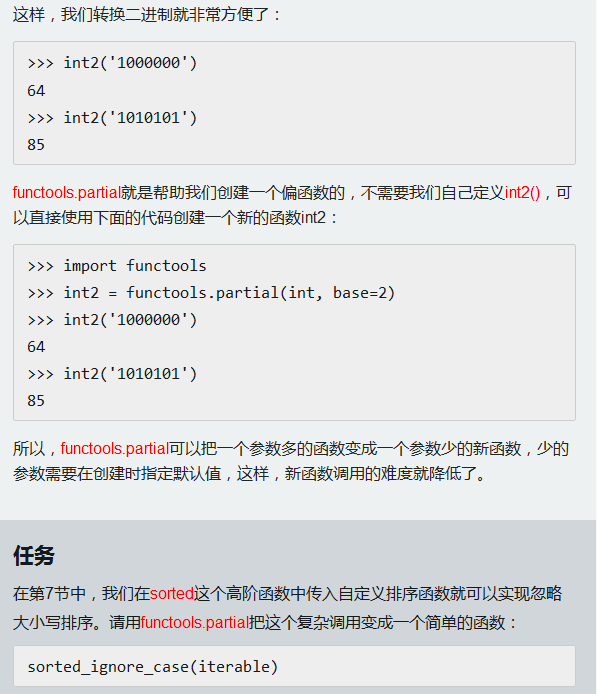 这样，我们转换二进制就非常方便了：
>>> int2('1000000')
64
>>> int2('1010101')
85
functools.partial就是帮助我们创建一个偏函数的，不需要我们自己定义int2()，可
以直接使用下面的代码创建一个新的函数int2：
>>> import functools
>>> int2 = functools.partial(int, base=2)
>>> int2('1000000')
64
>>> int2('1010101')
85
所以，functools.partial可以把一个参数多的函数变成一个参数少的新函数，少的
参数需要在创建时指定默认值，这样，新函数调用的难度就降低了。
任务
在第7节中，我们在sorted这个高阶函数中传入自定义排序函数就可以实现忽略
大小写排序。请用functools.partial把这个复杂调用变成一个简单的函数：
sorted_ignore_case(iterable)